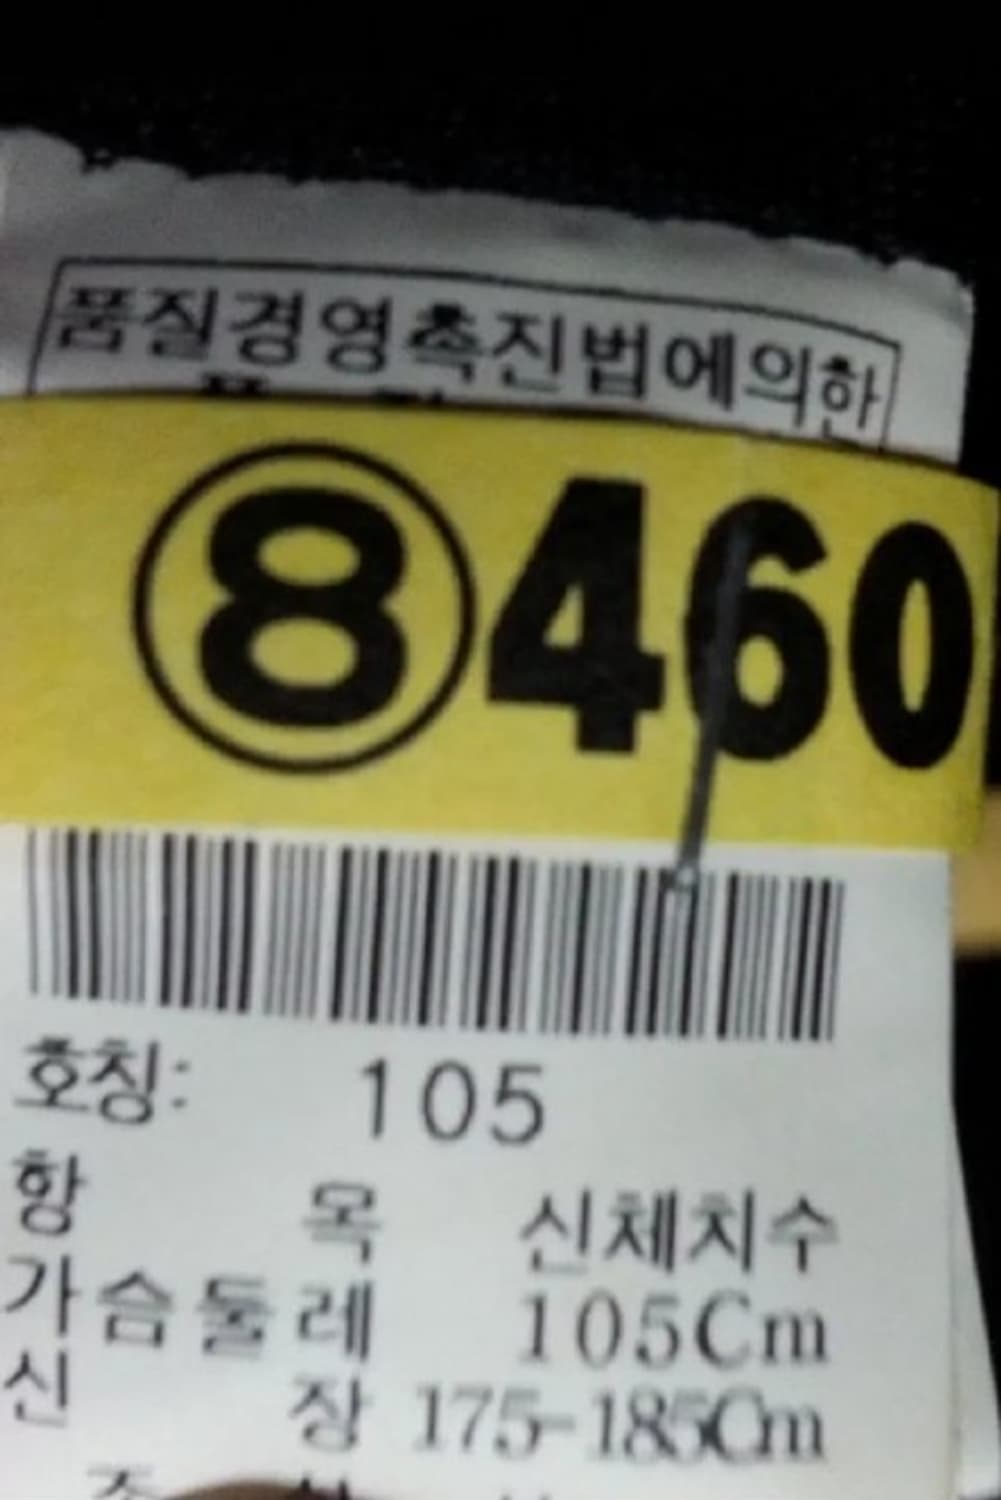 품질경영촉진법에의한
⑧460
호칭: 105
항 목 신체치수
가슴둘레 105Cm
신 장 175-185Cm